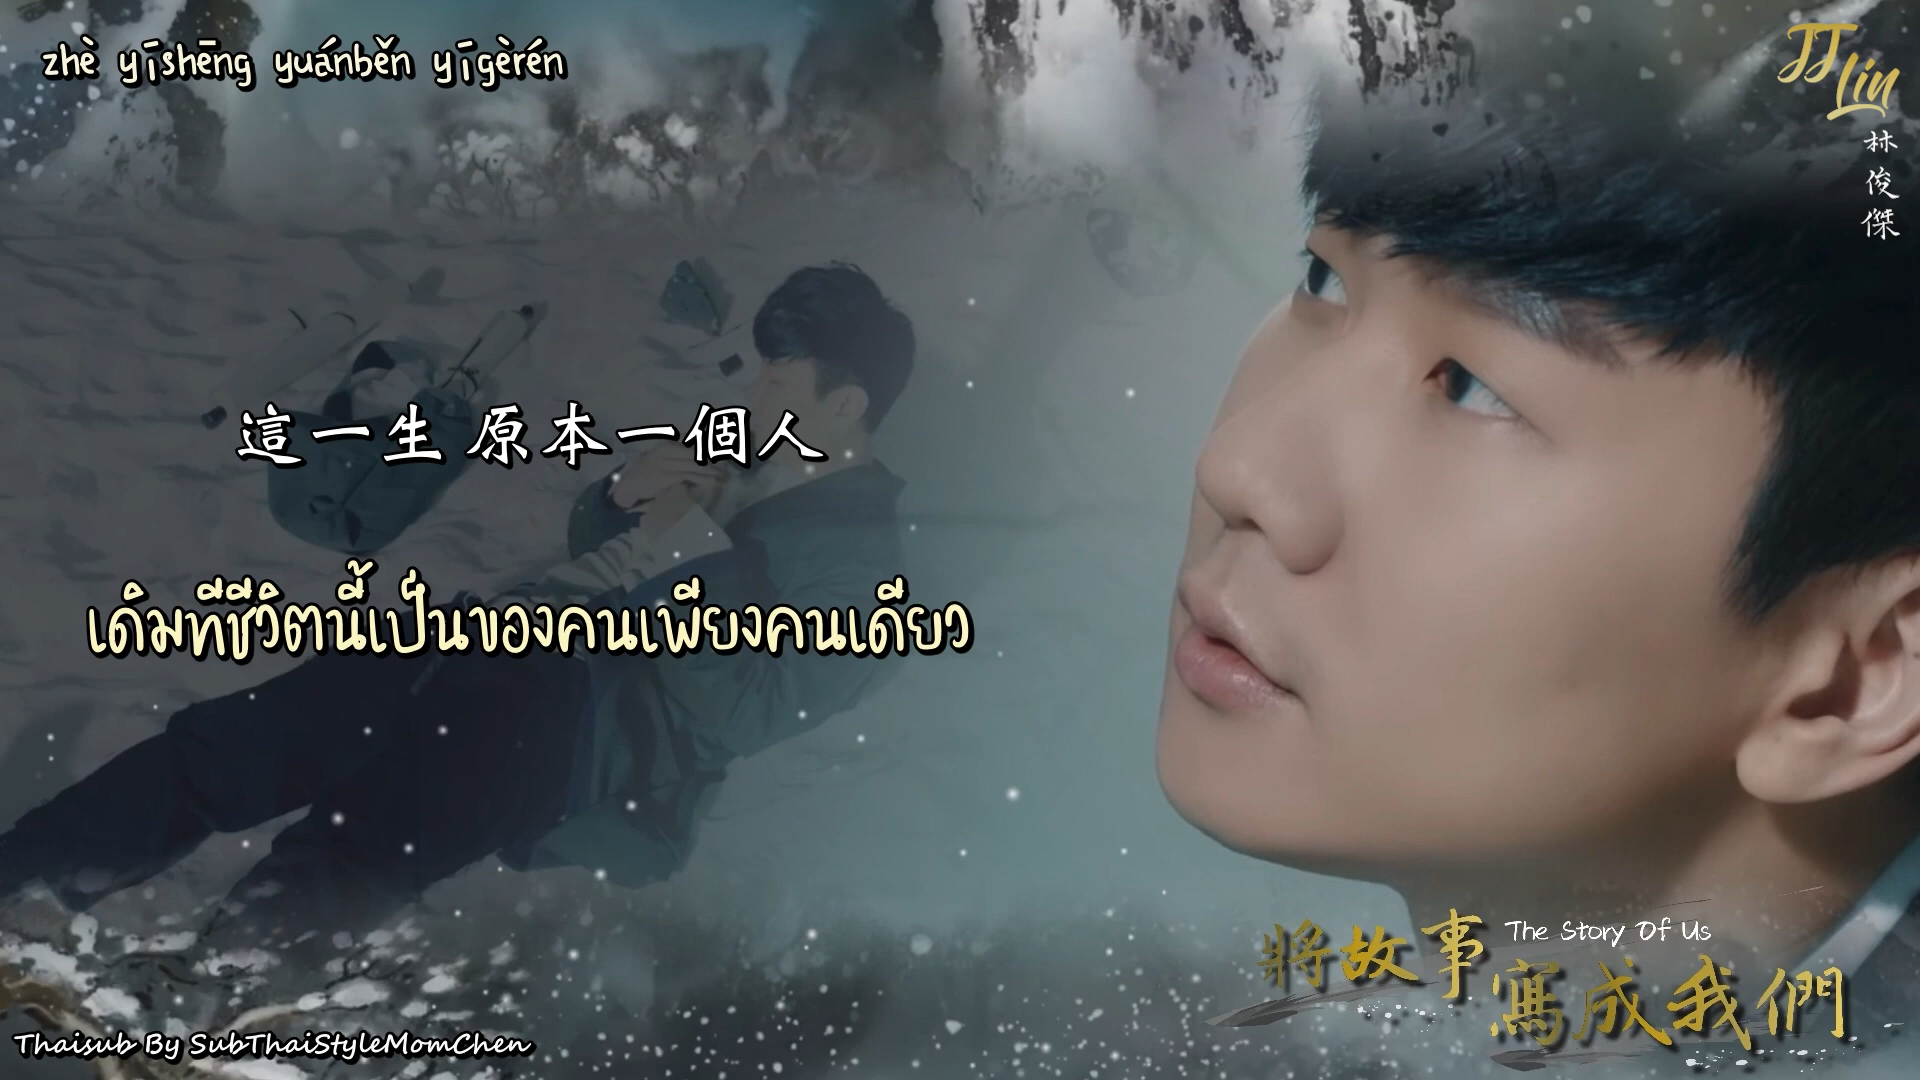 zhè yīshēng yuánběn yīgèrén
JJ Lin
林俊傑
這一生 原本一個人
เดิมทีชีวิตนี้เป็นของคนเพียงคนเดียว
將故事 The Story Of Us
寫成我們
Thaisub By SubThaiStyleMomChen